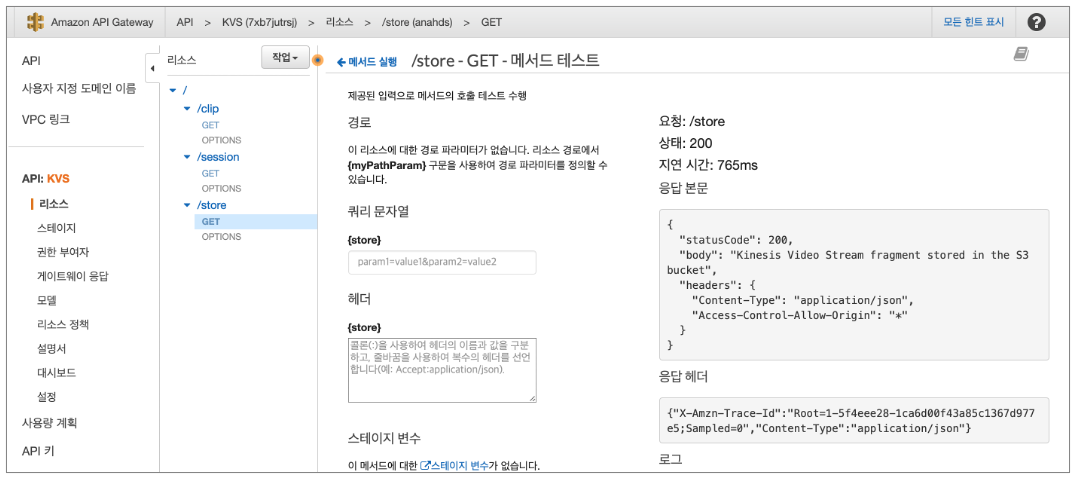 Amazon API Gateway API > KVS (7xb7jutrsj) > 리소스 > /store (anahds) > GET 모든 힌트 표시 ?
API
사용자 지정 도메인 이름
VPC 링크
API: KVS
리소스
스테이지
권한 부여자
게이트웨이 응답
모델
리소스 정책
설명서
대시보드
설정
사용량 계획
API 키
리소스 작업
/
/clip
GET
OPTIONS
/session
GET
OPTIONS
/store
GET
OPTIONS
메서드 실행 /store - GET - 메서드 테스트
제공된 입력으로 메서드의 호출 테스트 수행
경로
이 리소스에 대한 경로 파라미터가 없습니다. 리소스 경로에서
{myPathParam} 구문을 사용하여 경로 파라미터를 정의할 수
있습니다.
쿼리 문자열
{store}
param1=value1&param2=value2
헤더
{store}
콜론(:)을 사용하여 헤더의 이름과 값을 구분
하고, 줄바꿈을 사용하여 복수의 헤더를 선언
합니다(예: Accept:application/json).
스테이지 변수
이 메서드에 대한 스테이지 변수가 없습니다.
요청: /store
상태: 200
지연 시간: 765ms
응답 본문
{
"statusCode": 200,
"body": "Kinesis Video Stream fragment stored in the S3
bucket",
"headers": {
"Content-Type": "application/json",
"Access-Control-Allow-Origin": "*"
}
}
응답 헤더
{"X-Amzn-Trace-Id":"Root=1-5f4eee28-1ca6d00f43a85c1367d977
e5;Sampled=0","Content-Type":"application/json"}
로그